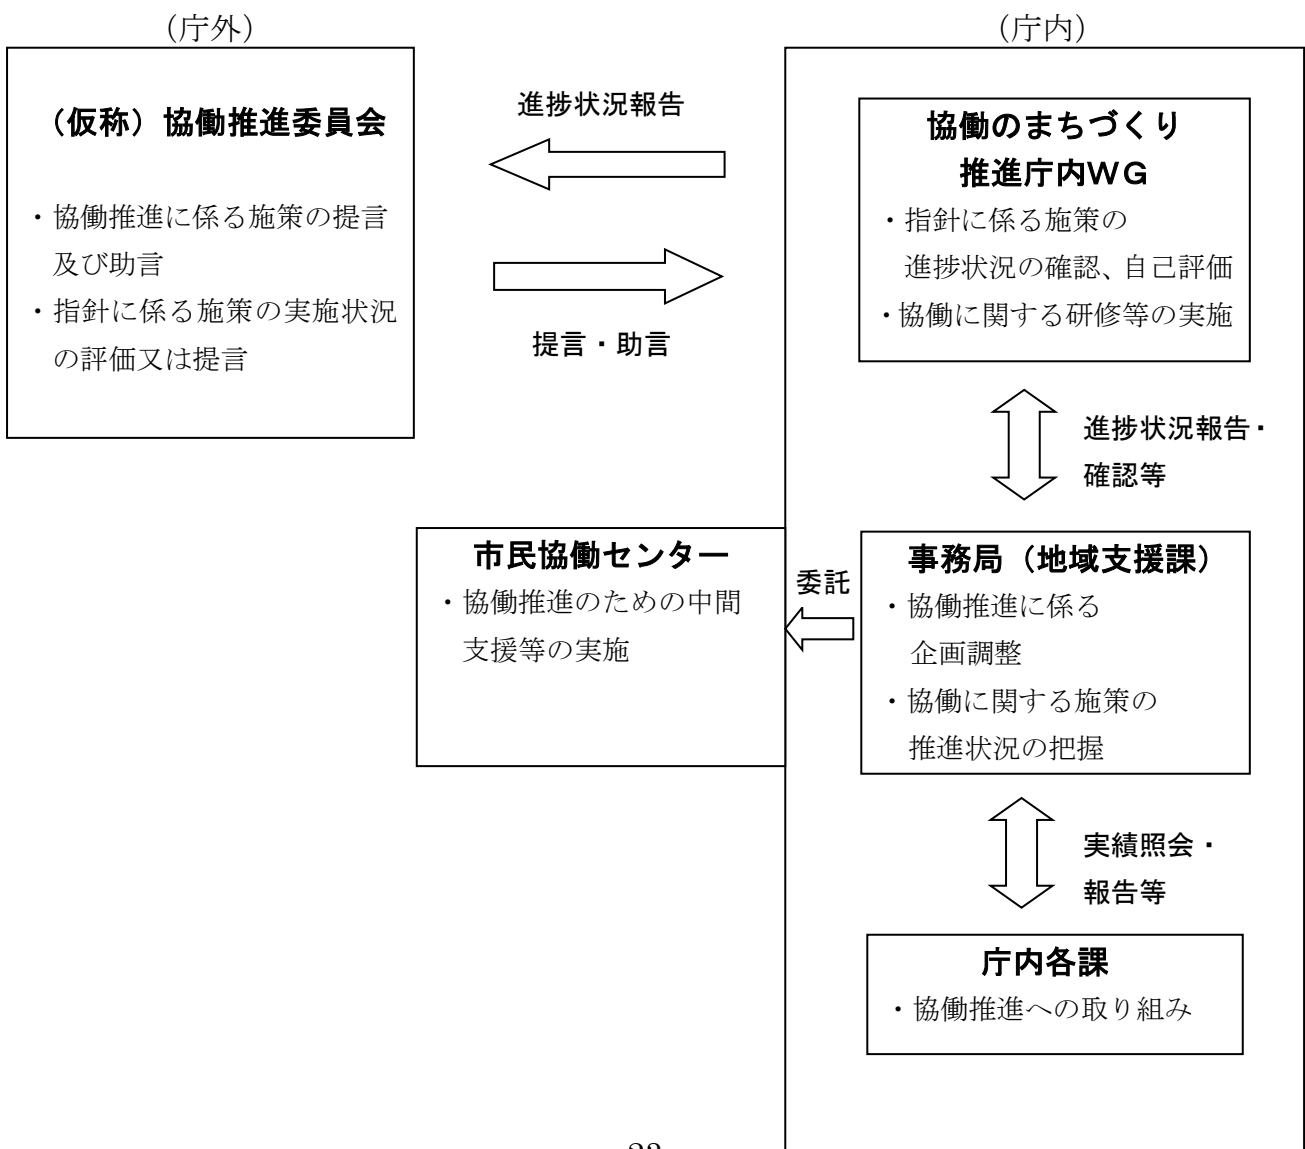 （庁外）
（仮称）協働推進委員会
・協働推進に係る施策の提言
及び助言
・指針に係る施策の実施状況
の評価又は提言
進捗状況報告
提言・助言
（庁内）
協働のまちづくり
推進庁内ＷＧ
・指針に係る施策の
進捗状況の確認、自己評価
・協働に関する研修等の実施
進捗状況報告・
確認等
市民協働センター
・協働推進のための中間
支援等の実施
委託
事務局（地域支援課）
・協働推進に係る
企画調整
・協働に関する施策の
推進状況の把握
実績照会・
報告等
庁内各課
・協働推進への取り組み